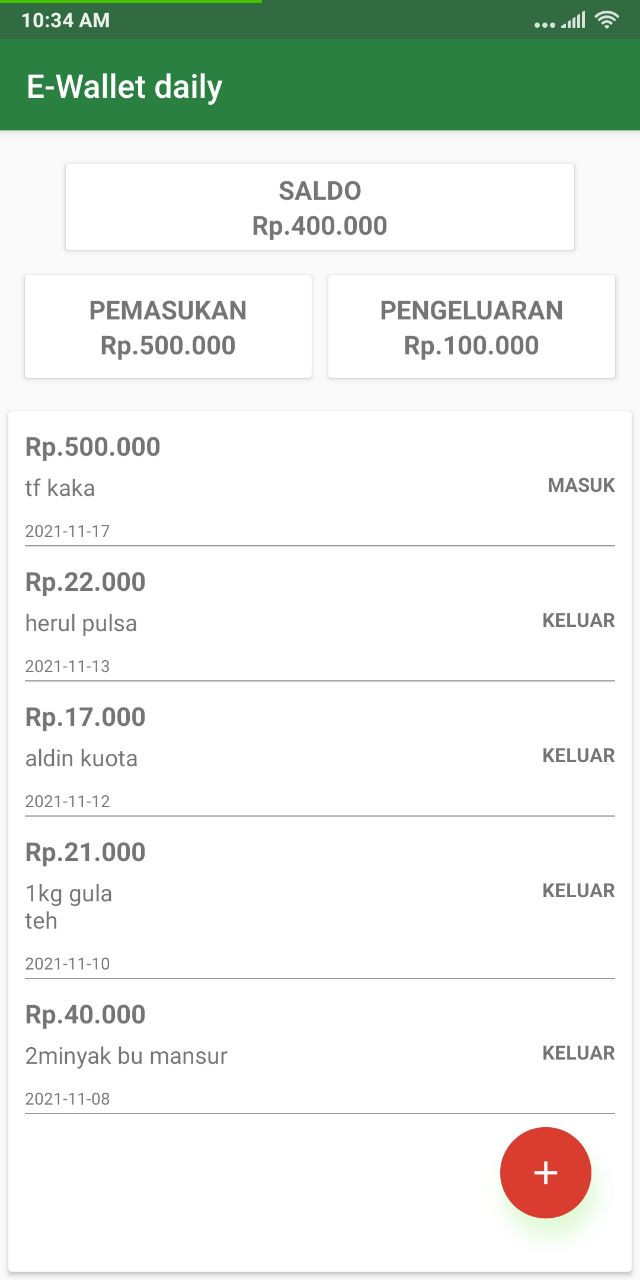 10:34 AM
E-Wallet daily
SALDO
Rp.400.000
PEMASUKAN
Rp.500.000
PENGELUARAN
Rp.100.000
Rp.500.000
tf kaka
MASUK
2021-11-17
Rp.22.000
herul pulsa
KELUAR
2021-11-13
Rp.17.000
aldin kuota
KELUAR
2021-11-12
Rp.21.000
1kg gula
teh
KELUAR
2021-11-10
Rp.40.000
2minyak bu mansur
KELUAR
2021-11-08
+